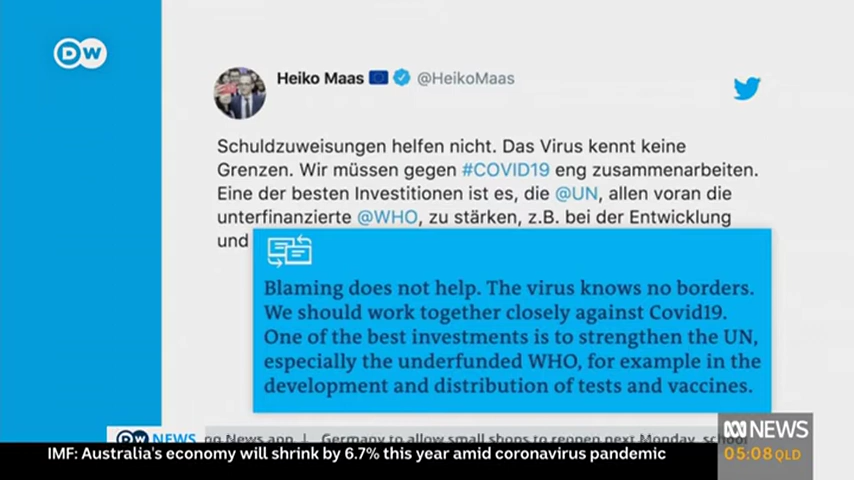 DW
Heiko Maas @HeikoMaas
Schuldzuweisungen helfen nicht. Das Virus kennt keine
Grenzen. Wir müssen gegen #COVID19 eng zusammenarbeiten.
Eine der besten Investitionen ist es, die @UN, allen voran die
unterfinanzierte @WHO, zu stärken, z.B. bei der Entwicklung
und
Blaming does not help. The virus knows no borders.
We should work together closely against Covid19.
One of the best investments is to strengthen the UN,
especially the underfunded WHO, for example in the
development and distribution of tests and vaccines.
DW NEWS News app | Germany to allow small shops to reopen next Monday, school
NEWS
05:08 QLD
IMF: Australia's economy will shrink by 6.7% this year amid coronavirus pandemic